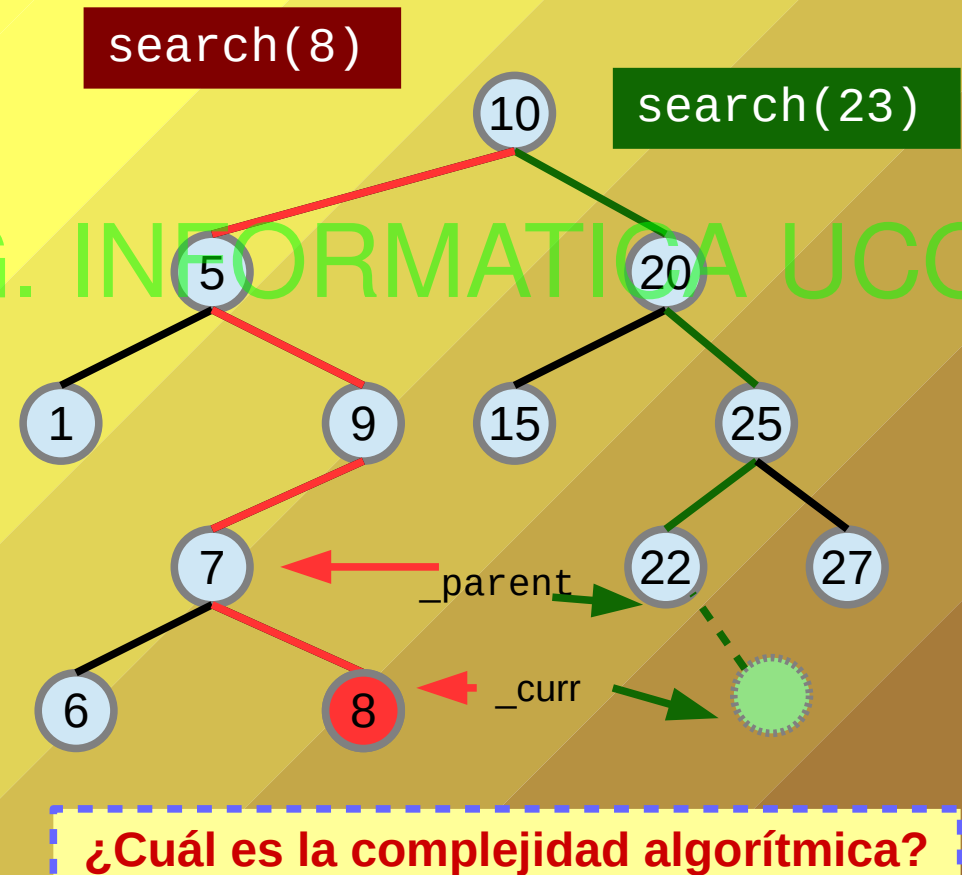 search(8)
search(23)
10
5
20
1
9
15
25
7
22
27
_parent
6
8
_curr
G. INFORMATICA UCO
¿Cuál es la complejidad algorítmica?